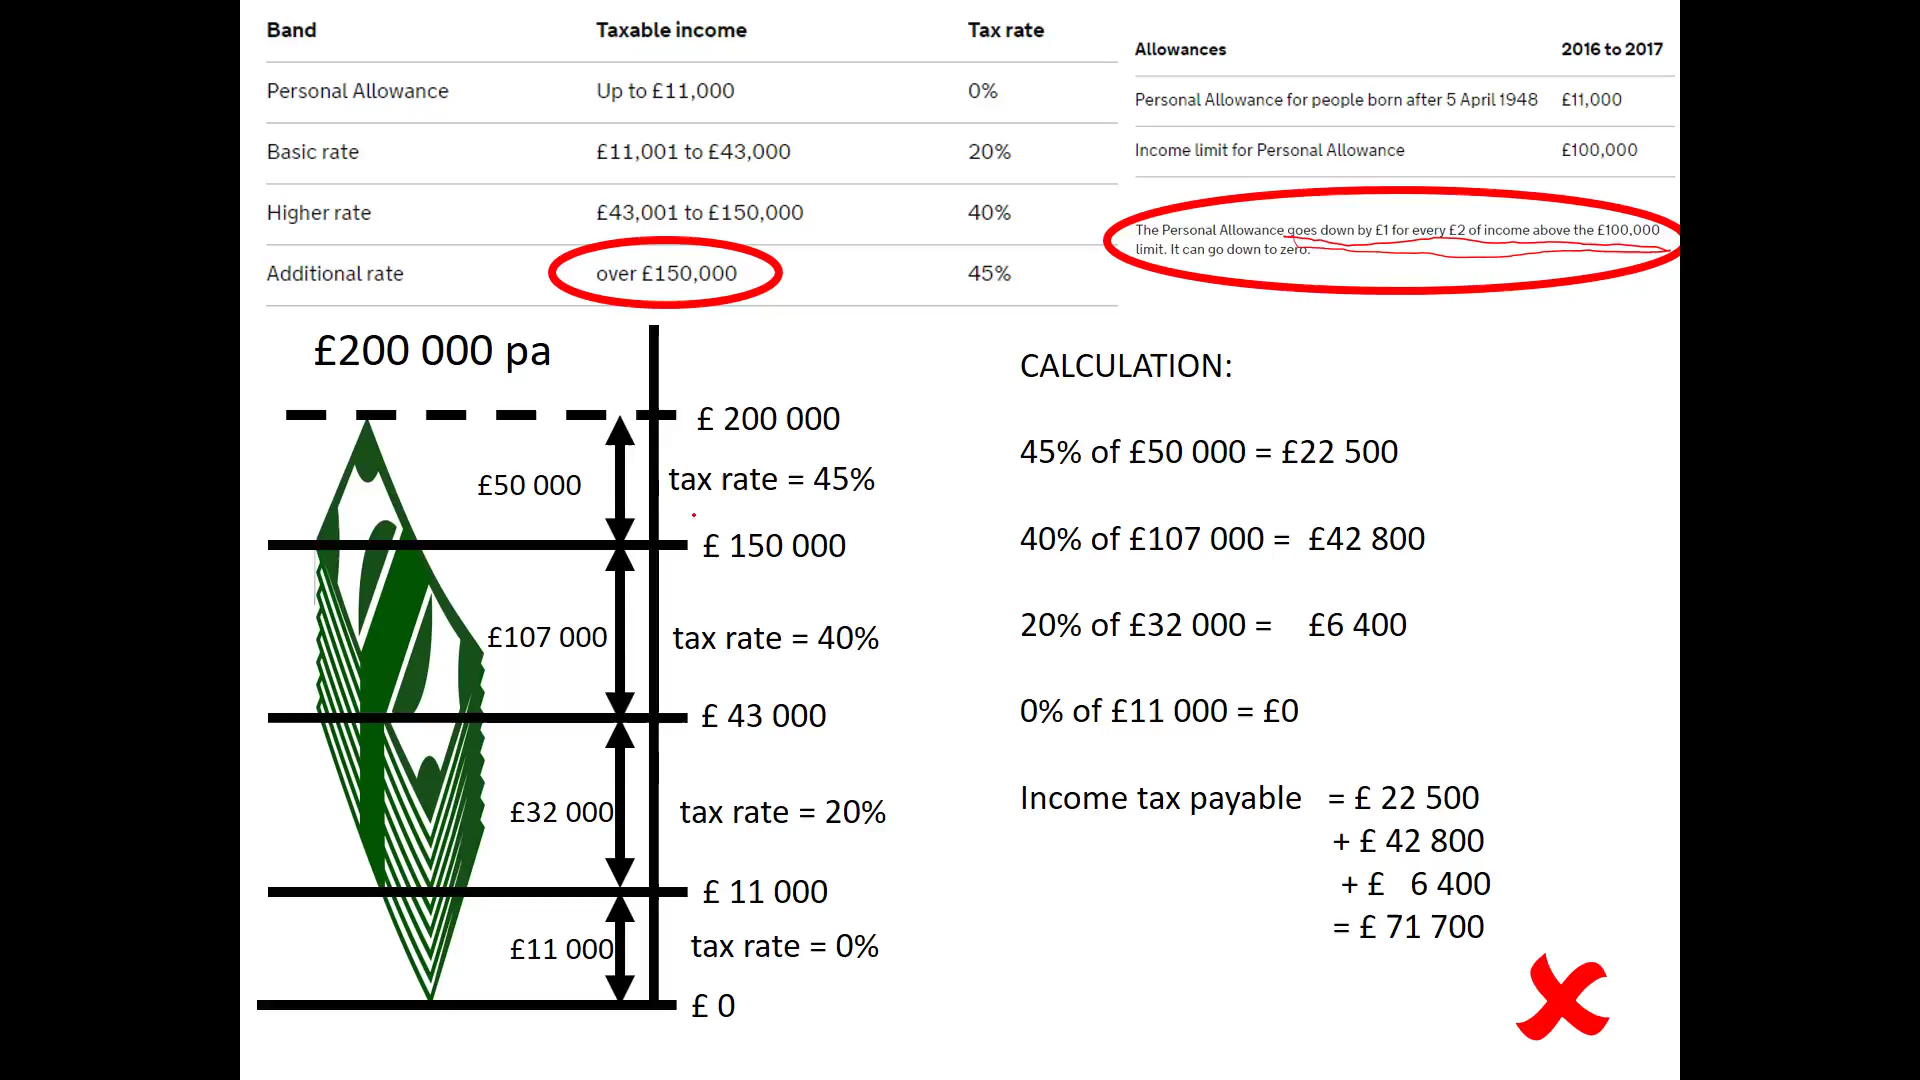 Band Taxable income Tax rate
Personal Allowance Up to £11,000 0%
Basic rate £11,001 to £43,000 20%
Higher rate £43,001 to £150,000 40%
Additional rate over £150,000 45%
Allowances 2016 to 2017
Personal Allowance for people born after 5 April 1948 £11,000
Income limit for Personal Allowance £100,000
The Personal Allowance goes down by £1 for every £2 of income above the £100,000
limit. It can go down to zero.
£200 000 pa
£ 200 000
£50 000 tax rate = 45%
£ 150 000
£107 000 tax rate = 40%
£ 43 000
£32 000 tax rate = 20%
£ 11 000
£11 000 tax rate = 0%
£ 0
CALCULATION:
45% of £50 000 = £22 500
40% of £107 000 = £42 800
20% of £32 000 = £6 400
0% of £11 000 = £0
Income tax payable = £ 22 500
+ £ 42 800
+ £ 6 400
= £ 71 700